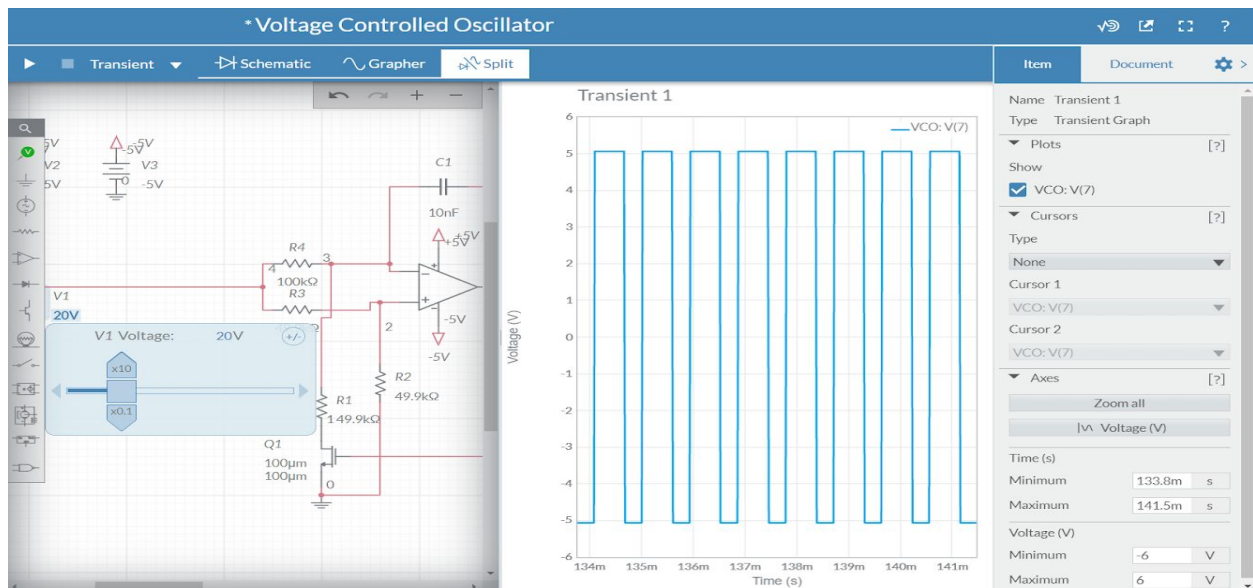 *Voltage Controlled Oscillator
?
Transient
Schematic
Grapher
Split
Item
Document
5V
V2
5V
-5V
-5V
V3
0
-5V
C1
10nF
+5V
+5V
R4
4
3
100kΩ
R3
V1
20V
2
-5V
-5V
V1 Voltage: 20V
+/-
x10
x0.1
R1
1
49.9kΩ
R2
49.9kΩ
Q1
100μm
100μm
0
Transient 1
VCO: V(7)
6
5
4
3
2
1
0
-1
-2
-3
-4
-5
-6
Voltage (V)
134m 135m 136m 137m 138m 139m 140m 141m
Time (s)
Name Transient 1
Type Transient Graph
Plots [?]
Show
VCO: V(7)
Cursors [?]
Type
None
Cursor 1
VCO: V(7)
Cursor 2
VCO: V(7)
Axes [?]
Zoom all
Voltage (V)
Time (s)
Minimum 133.8m s
Maximum 141.5m s
Voltage (V)
Minimum -6 V
Maximum 6 V